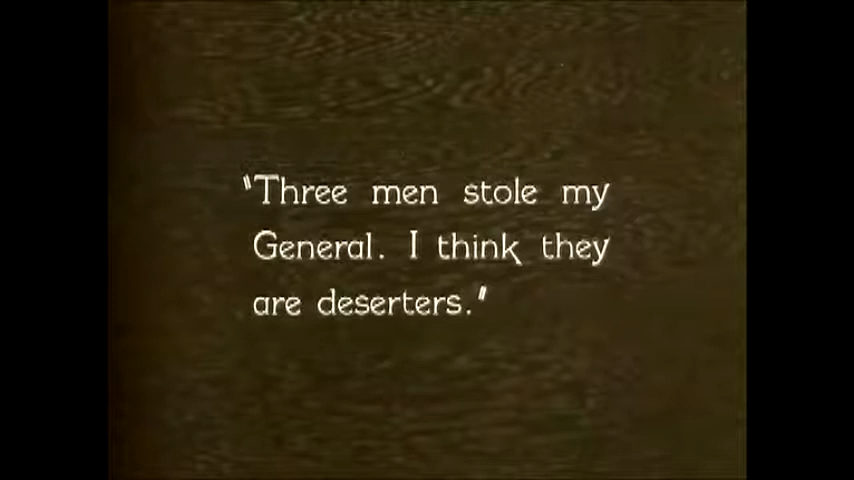 "Three men stole my
General. I think they
are deserters."